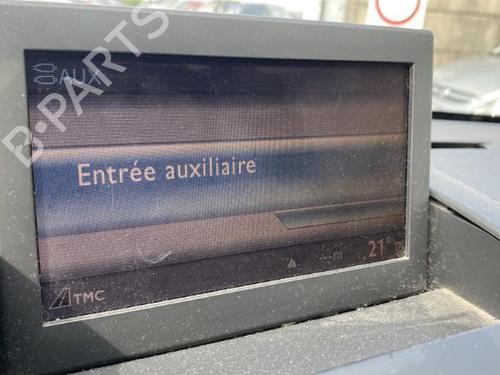 AUX
B-PARTS
Entrée auxiliaire
--m 21°
TMC